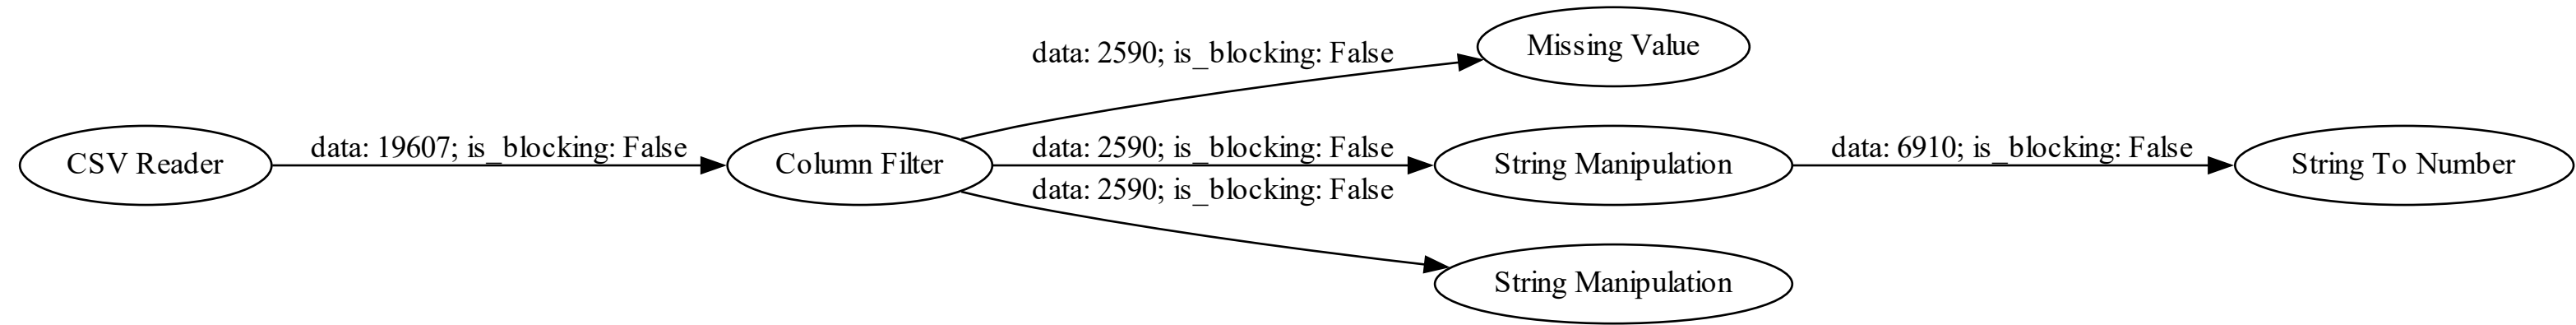 data: 2590; is_blocking: False
Missing Value
CSV Reader
data: 19607; is_blocking: False
Column Filter
data: 2590; is_blocking: False
String Manipulation
data: 6910; is_blocking: False
String To Number
data: 2590; is_blocking: False
String Manipulation